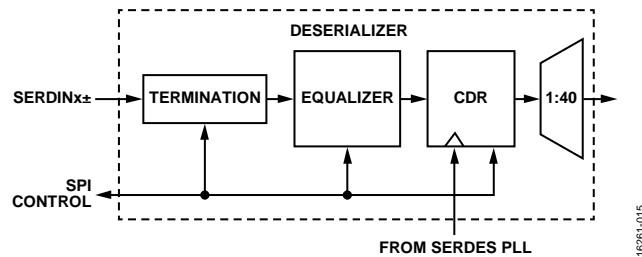 DESERIALIZER
SERDINx±
TERMINATION
EQUALIZER
CDR
1:40
SPI
CONTROL
FROM SERDES PLL
16261-015